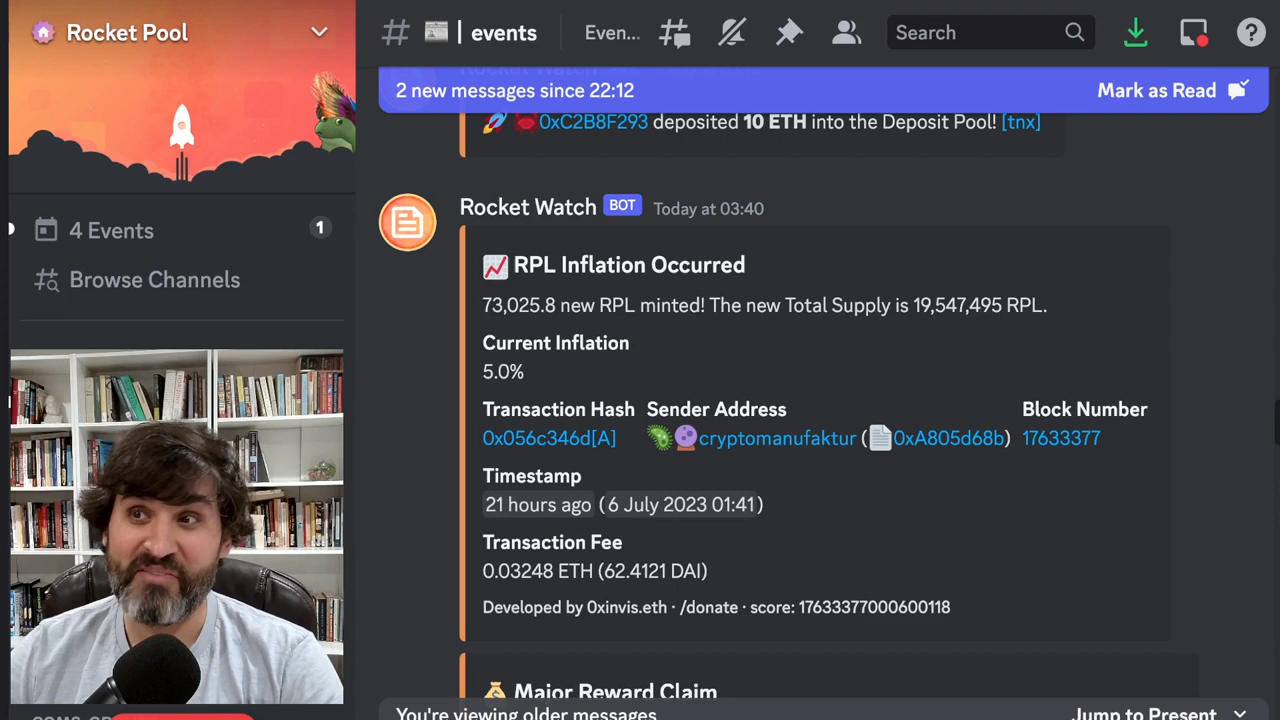 Rocket Pool
4 Events
1
Browse Channels
# | events
Even...
Search
2 new messages since 22:12
Mark as Read
0xC2B8F293 deposited 10 ETH into the Deposit Pool! [tnx]
Rocket Watch BOT Today at 03:40
RPL Inflation Occurred
73,025.8 new RPL minted! The new Total Supply is 19,547,495 RPL.
Current Inflation
5.0%
Transaction Hash Sender Address Block Number
0x056c346d[A] cryptomanufaktur (0xA805d68b) 17633377
Timestamp
21 hours ago (6 July 2023 01:41)
Transaction Fee
0.03248 ETH (62.4121 DAI)
Developed by 0xinvis.eth · /donate · score: 17633377000600118
Major Reward Claim
You're viewing older messages
Jump to Present